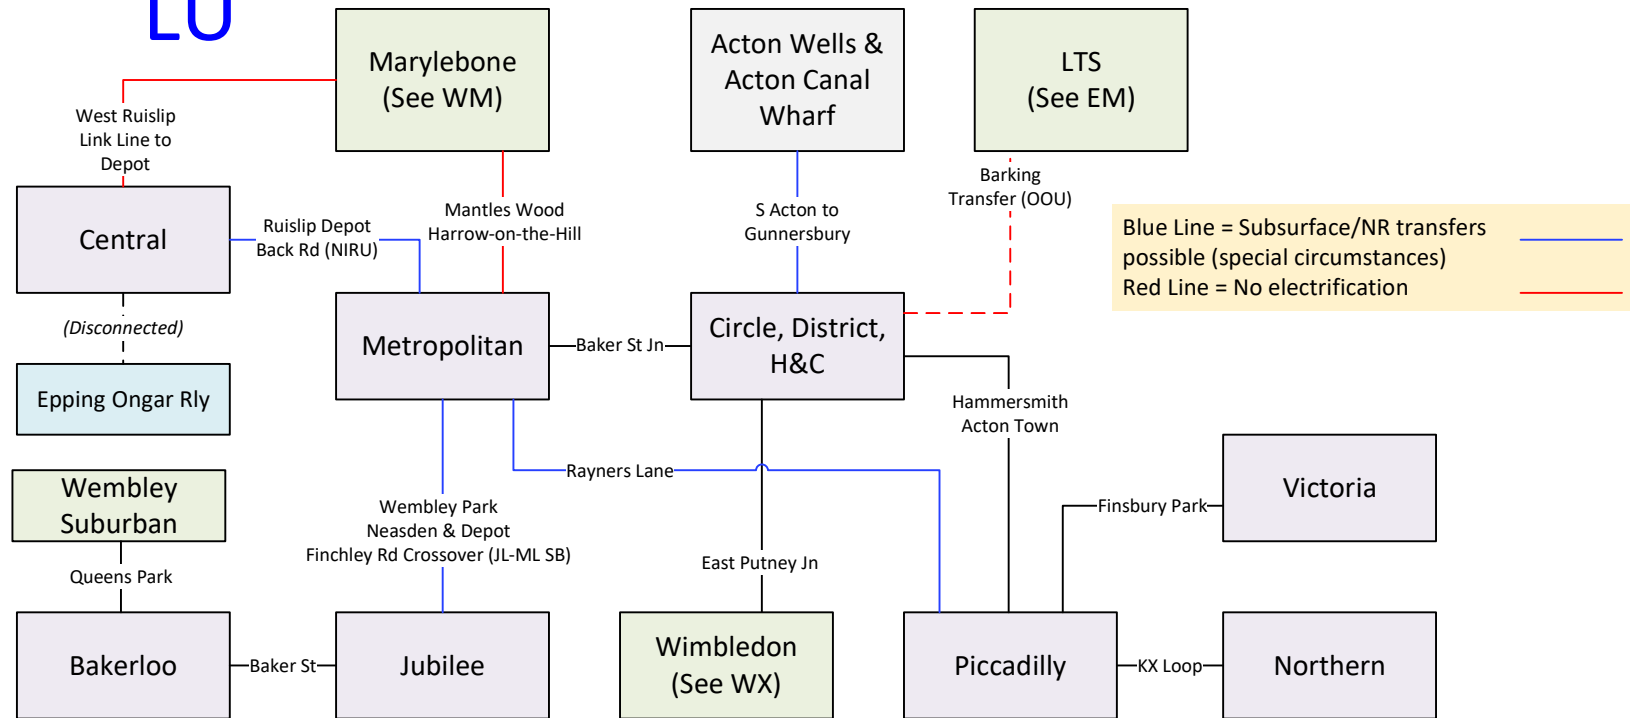 LU
Marylebone
(See WM)
Acton Wells &
Acton Canal
Wharf
LTS
(See EM)
West Ruislip
Link Line to
Depot
Barking
Transfer (OOU)
Mantles Wood
Harrow-on-the-Hill
S Acton to
Gunnersbury
Central
Ruislip Depot
Back Rd (NIRU)
Blue Line = Subsurface/NR transfers
possible (special circumstances)
Red Line = No electrification
(Disconnected)
Metropolitan
Baker St Jn
Circle, District,
H&C
Epping Ongar Rly
Hammersmith
Acton Town
Rayners Lane
Wembley
Suburban
Victoria
Finsbury Park
Wembley Park
Neasden & Depot
Finchley Rd Crossover (JL-ML SB)
East Putney Jn
Queens Park
Bakerloo
Baker St
Jubilee
Wimbledon
(See WX)
Piccadilly
KX Loop
Northern